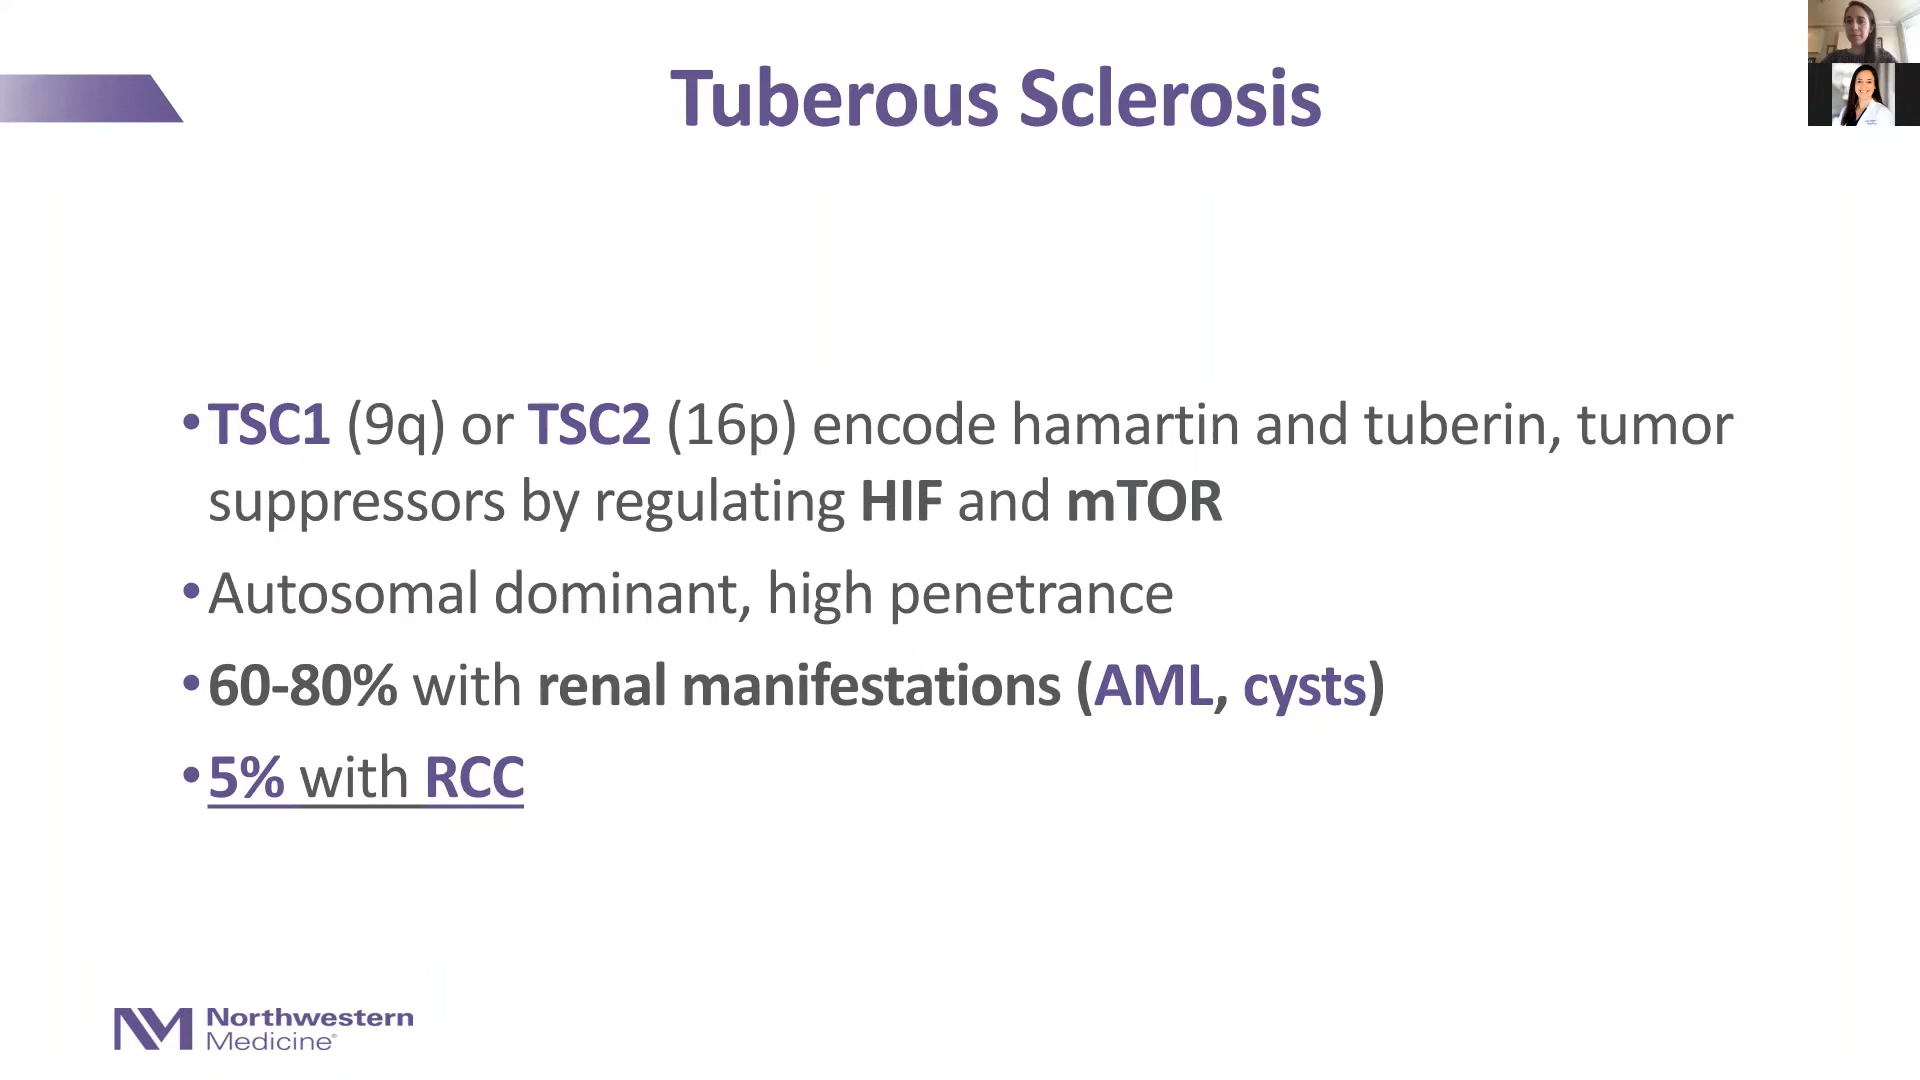 Tuberous Sclerosis
•TSC1 (9q) or TSC2 (16p) encode hamartin and tuberin, tumor
suppressors by regulating HIF and mTOR
•Autosomal dominant, high penetrance
•60-80% with renal manifestations (AML, cysts)
•5% with RCC
NM Northwestern
Medicine®